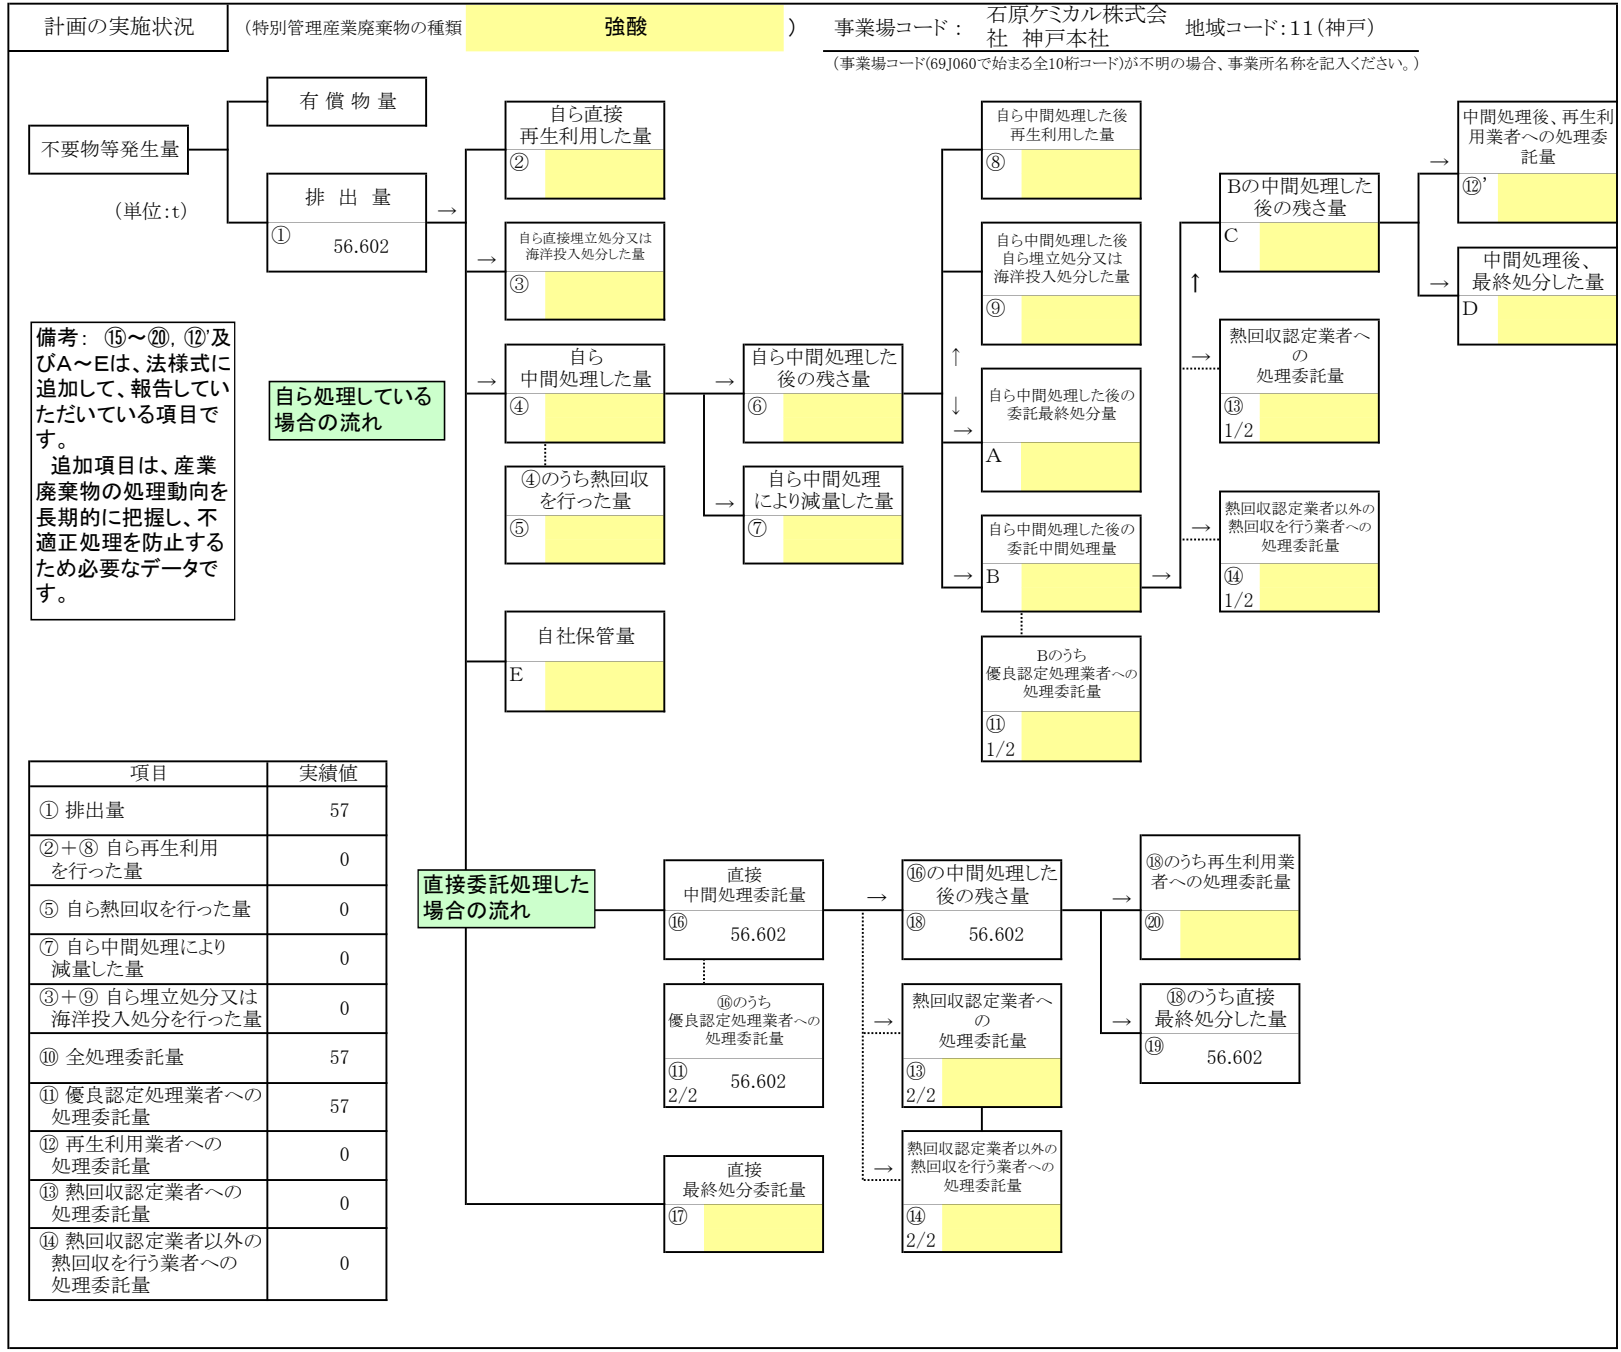 計画の実施状況
(特別管理産業廃棄物の種類
強酸
)
事業場コード：
石原ケミカル株式会
社 神戸本社
地域コード:11(神戸)
(事業場コード(69J060で始まる全10桁コード)が不明の場合、事業所名称を記入ください。)
不要物等発生量
有 償 物 量
(単位:t)
排 出 量
①
56.602
→
自ら直接
再生利用した量
②
→
自ら直接埋立処分又は
海洋投入処分した量
③
→
自ら
中間処理した量
④
④のうち熱回収
を行った量
⑤
→
自ら中間処理した
後の残さ量
⑥
→
自ら中間処理
により減量した量
⑦
自社保管量
E
自ら中間処理した後
再生利用した量
⑧
自ら中間処理した後
自ら埋立処分又は
海洋投入処分した量
⑨
↑
↓
→
自ら中間処理した後の
委託最終処分量
A
→
自ら中間処理した後の
委託中間処理量
B
→
Bのうち
優良認定処理業者への
処理委託量
⑪
1/2
↑
Bの中間処理した
後の残さ量
C
→
熱回収認定業者へ
の
処理委託量
⑬
1/2
→
熱回収認定業者以外の
熱回収を行う業者への
処理委託量
⑭
1/2
→
中間処理後、再生利
用業者への処理委
託量
⑫'
→
中間処理後、
最終処分した量
D
備考： ⑮～⑳, ⑫'及
びA～Eは、法様式に
追加して、報告してい
ただいている項目で
す。
追加項目は、産業
廃棄物の処理動向を
長期的に把握し、不
適正処理を防止する
ため必要なデータで
す。
自ら処理している
場合の流れ
項目 実績値
① 排出量 57
②＋⑧ 自ら再生利用
を行った量 0
⑤ 自ら熱回収を行った量 0
⑦ 自ら中間処理により
減量した量 0
③＋⑨ 自ら埋立処分又は
海洋投入処分を行った量 0
⑩ 全処理委託量 57
⑪ 優良認定処理業者への
処理委託量 57
⑫ 再生利用業者への
処理委託量 0
⑬ 熱回収認定業者への
処理委託量 0
⑭ 熱回収認定業者以外の
熱回収を行う業者への
処理委託量 0
直接委託処理した
場合の流れ
直接
中間処理委託量
⑯
56.602
⑯のうち
優良認定処理業者への
処理委託量
⑪
2/2
56.602
直接
最終処分委託量
⑰
→
⑯の中間処理した
後の残さ量
⑱
56.602
→
熱回収認定業者へ
の
処理委託量
⑬
2/2
→
熱回収認定業者以外の
熱回収を行う業者への
処理委託量
⑭
2/2
→
⑱のうち再生利用業
者への処理委託量
⑳
→
⑱のうち直接
最終処分した量
⑲
56.602